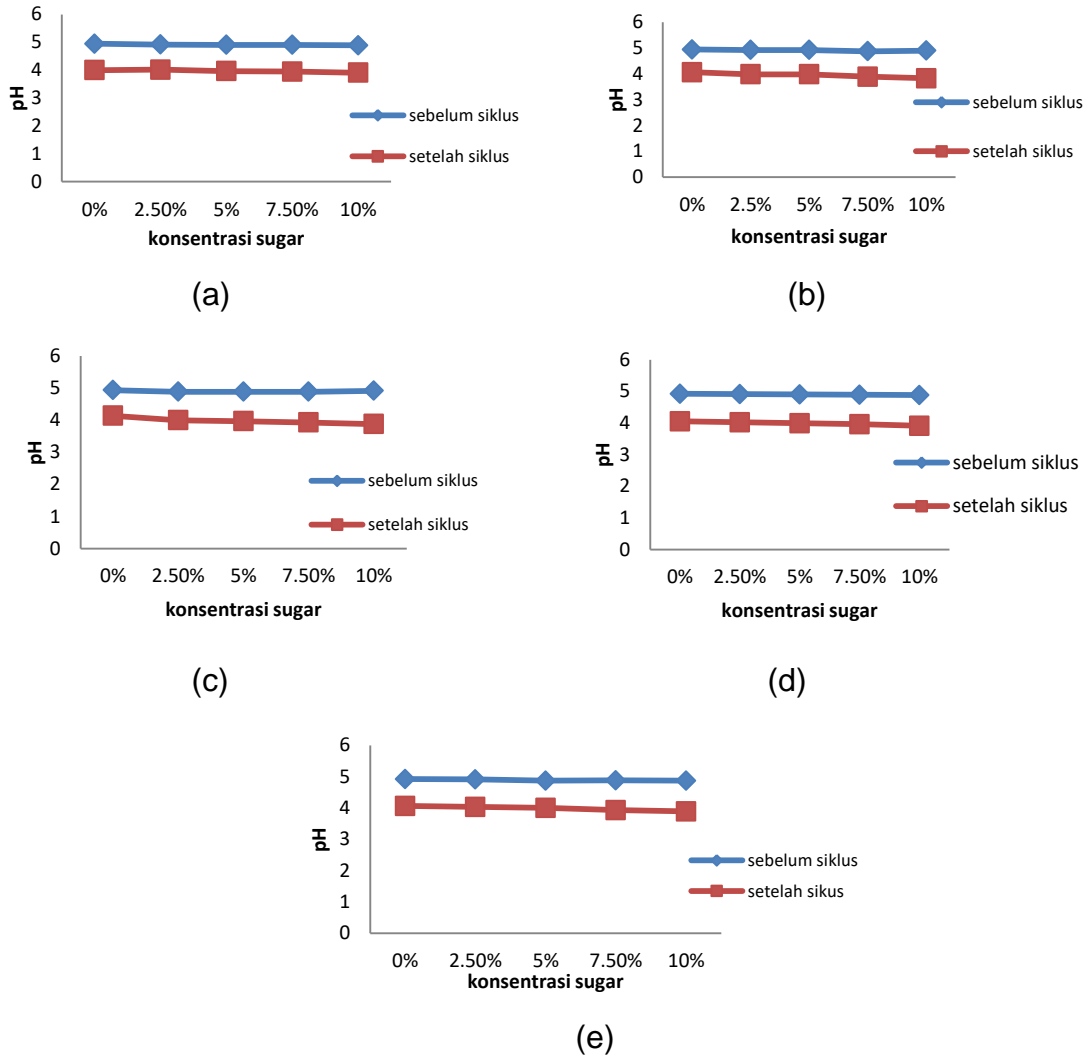 6
5
4
3
2
1
0
pH
sebelum siklus
setelah siklus
0% 2.50% 5% 7.50% 10%
konsentrasi sugar
(a)
6
5
4
3
2
1
0
pH
sebelum siklus
setelah siklus
0% 2.5% 5% 7.50% 10%
konsentrasi sugar
(b)
6
5
4
3
2
1
0
pH
sebelum siklus
setelah siklus
0% 2.50% 5% 7.50% 10%
konsentrasi sugar
(c)
6
5
4
3
2
1
0
pH
sebelum siklus
setelah siklus
0% 2.50% 5% 7.50% 10%
konsentrasi sugar
(d)
6
5
4
3
2
1
0
pH
sebelum siklus
setelah sikus
0% 2.50% 5% 7.50% 10%
konsentrasi sugar
(e)